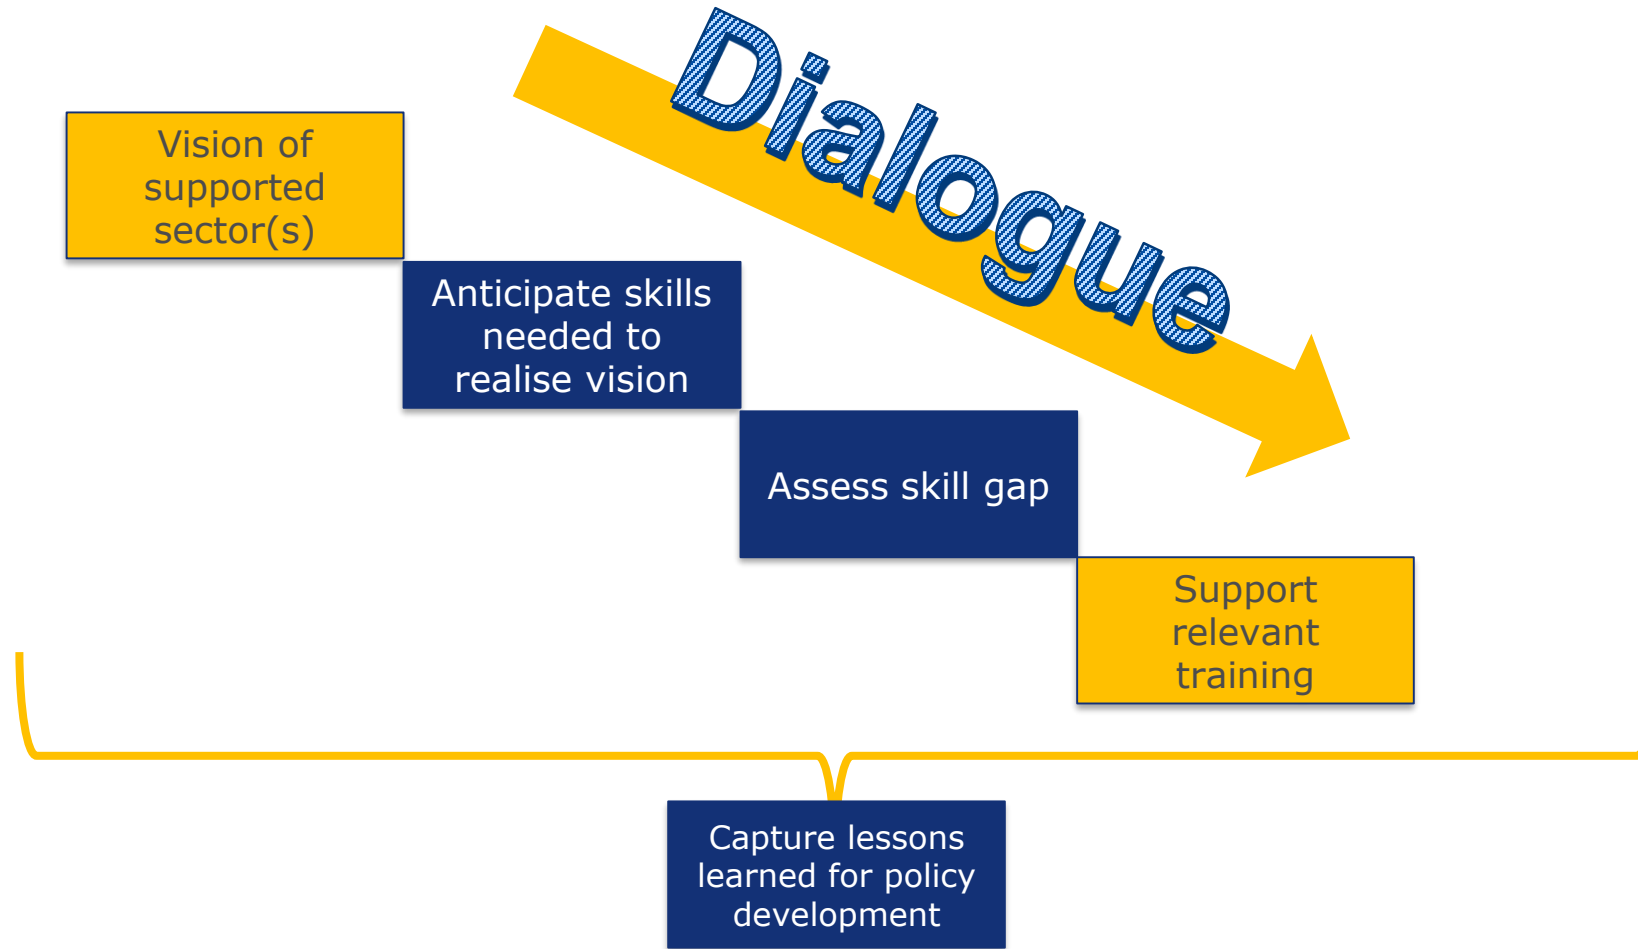 Dialogue
Vision of
supported
sector(s)
Anticipate skills
needed to
realise vision
Assess skill gap
Support
relevant
training
Capture lessons
learned for policy
development